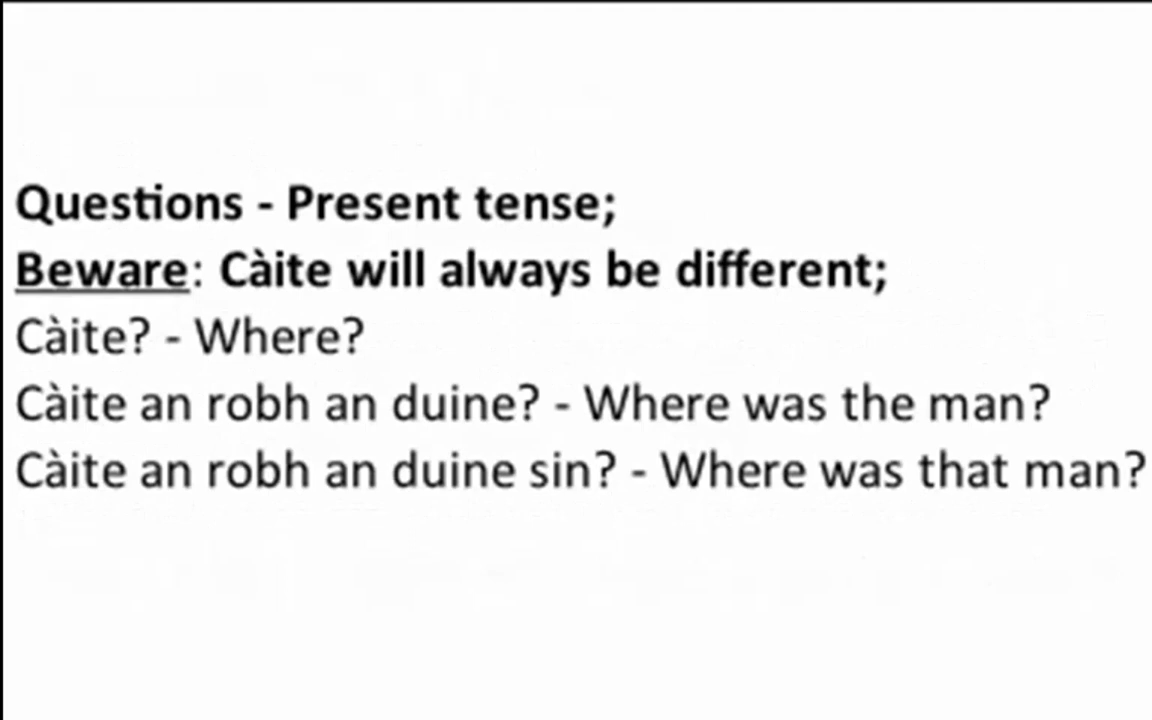 Questions - Present tense;
Beware: Càite will always be different;
Càite? - Where?
Càite an robh an duine? - Where was the man?
Càite an robh an duine sin? - Where was that man?